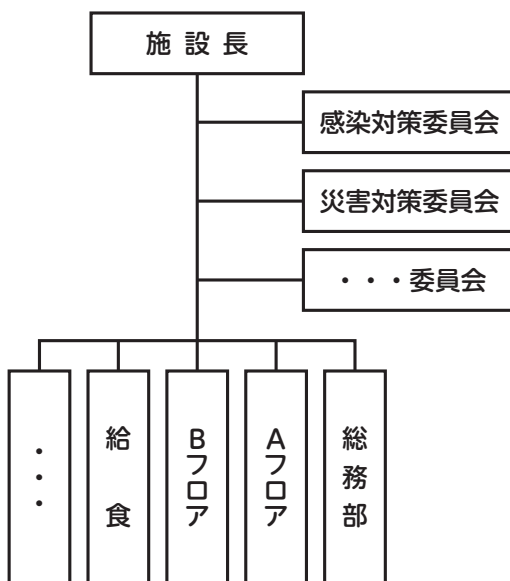 施設長
感染対策委員会
災害対策委員会
・・・委員会
・・・
給食
Bフロア
Aフロア
総務部